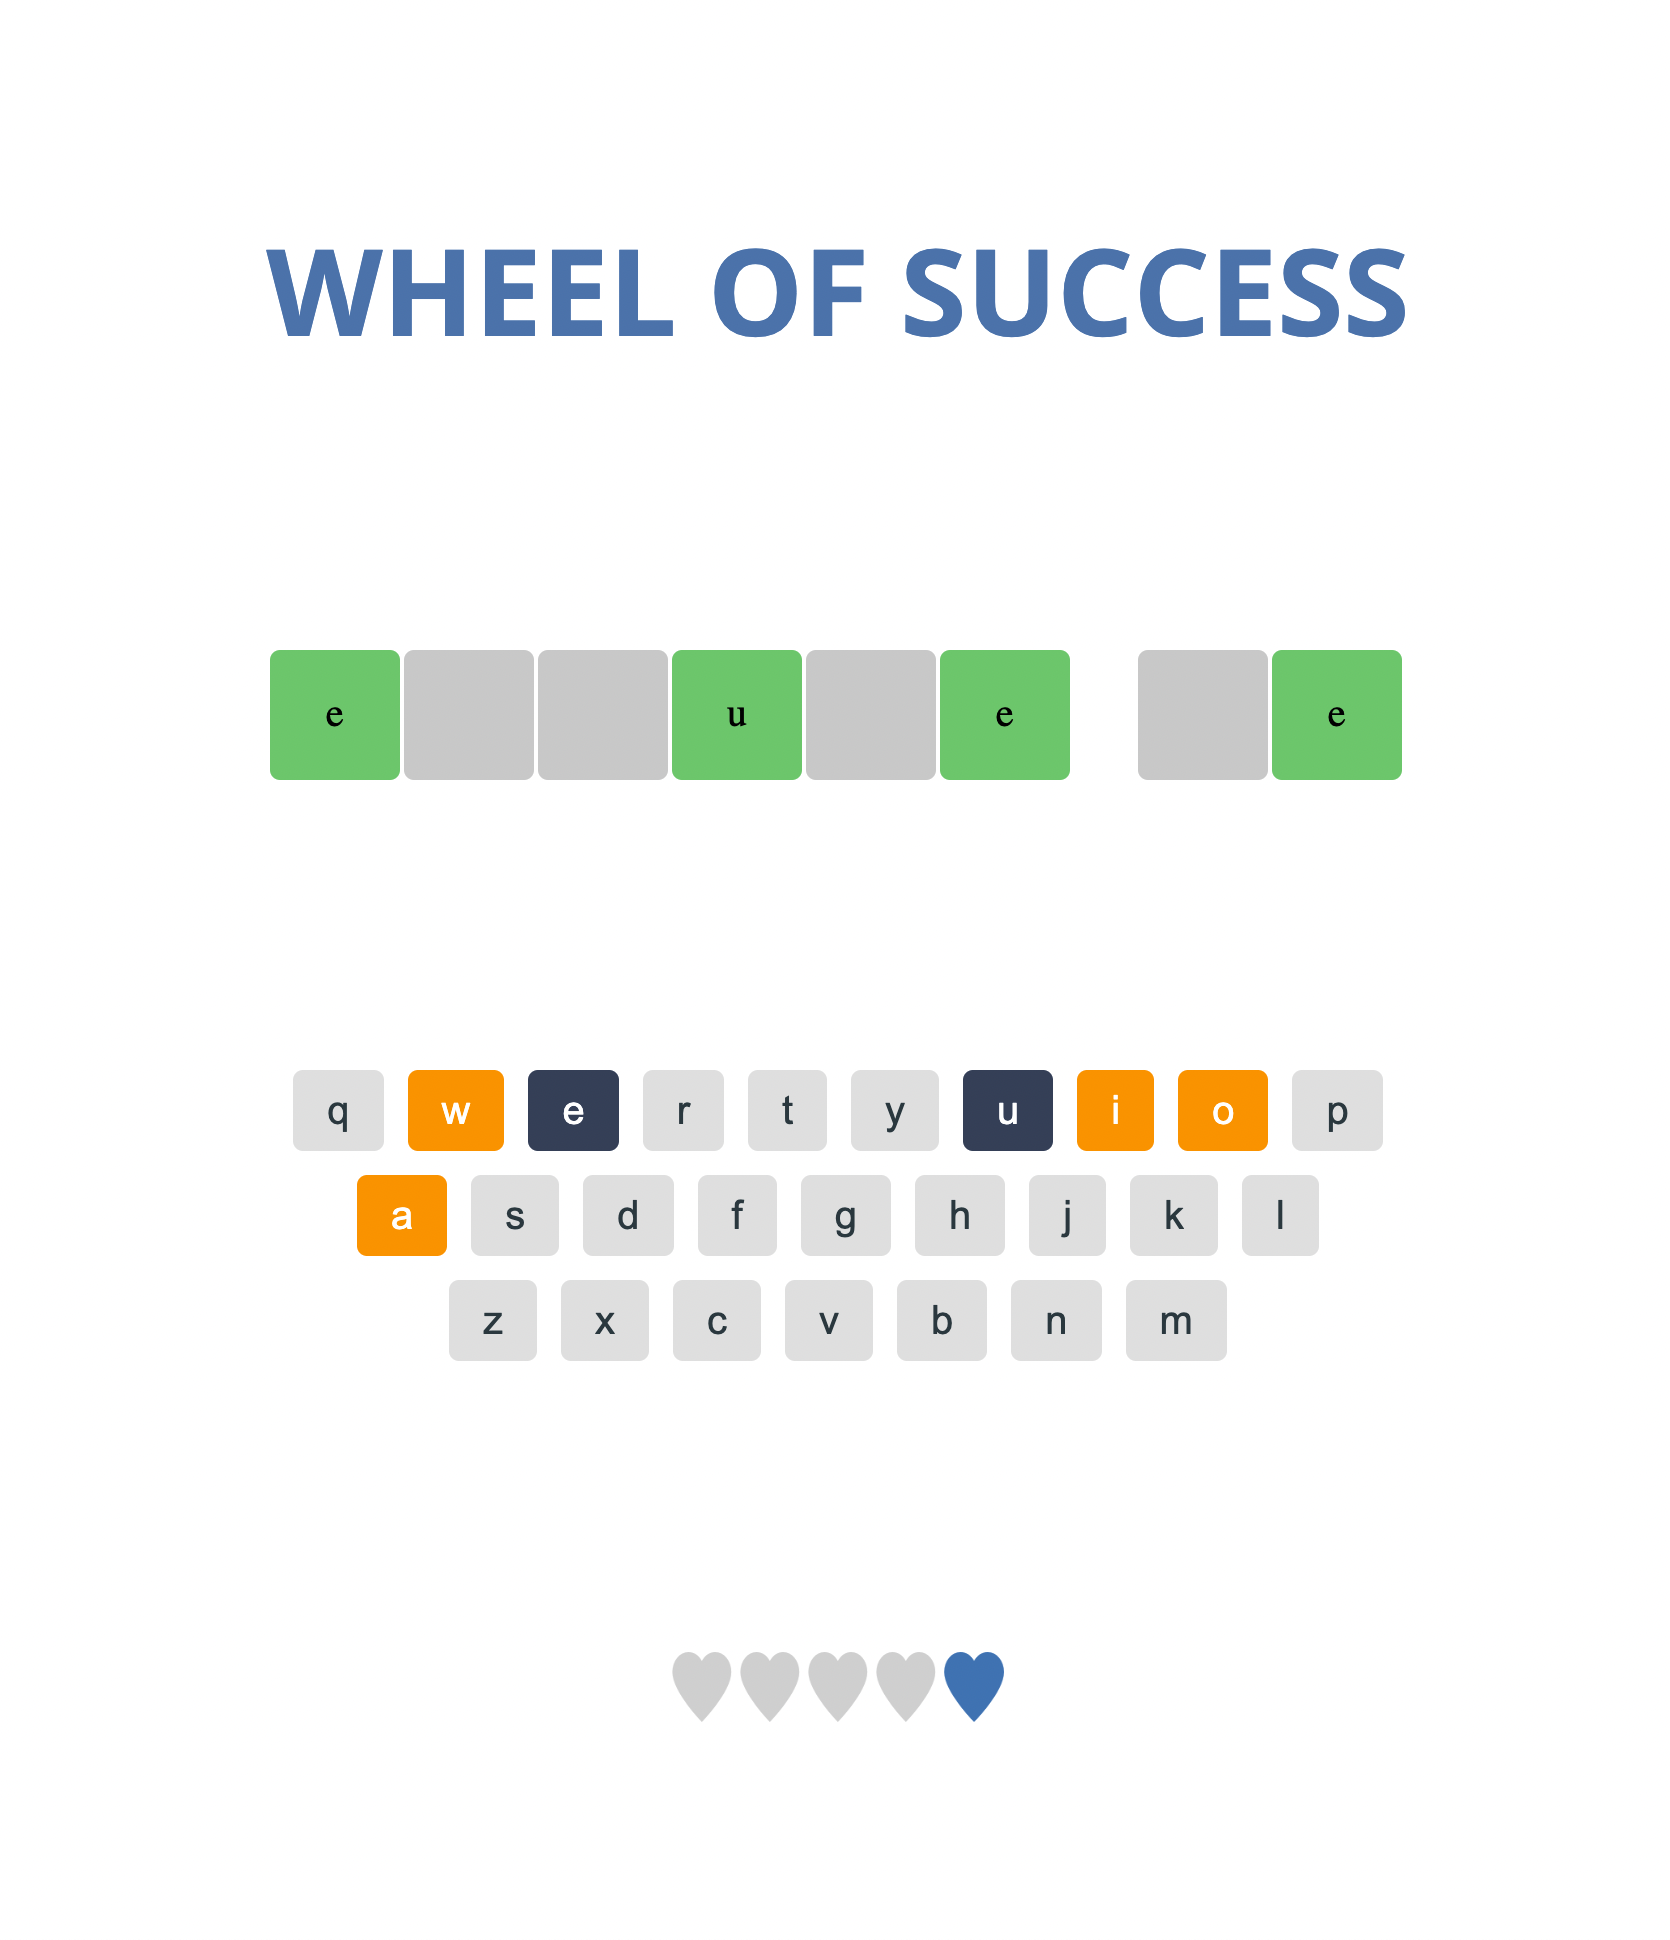 WHEEL OF SUCCESS
e u e e
q w e r t y u i o p
a s d f g h j k l
z x c v b n m